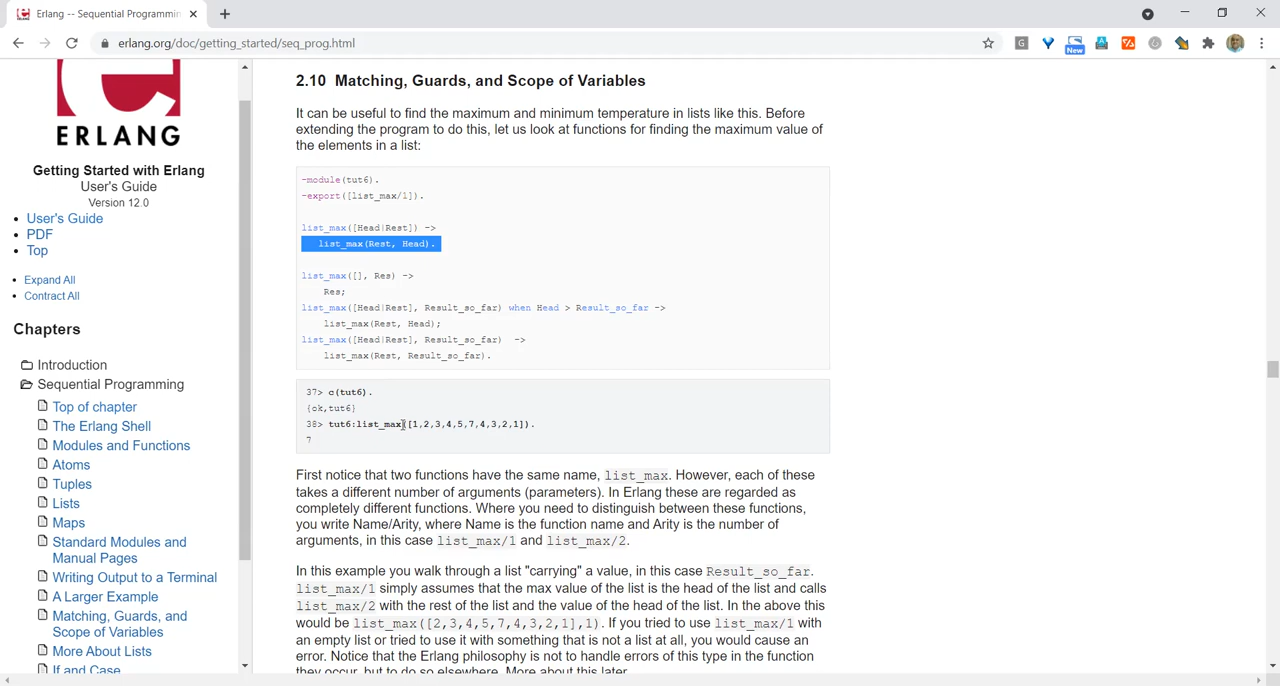 Erlang -- Sequential Programmin
erlang.org/doc/getting_started/seq_prog.html
New
ERLANG
Getting Started with Erlang
User's Guide
Version 12.0
User's Guide
PDF
Top
Expand All
Contract All
Chapters
Introduction
Sequential Programming
Top of chapter
The Erlang Shell
Modules and Functions
Atoms
Tuples
Lists
Maps
Standard Modules and
Manual Pages
Writing Output to a Terminal
A Larger Example
Matching, Guards, and
Scope of Variables
More About Lists
If and Case
2.10 Matching, Guards, and Scope of Variables
It can be useful to find the maximum and minimum temperature in lists like this. Before
extending the program to do this, let us look at functions for finding the maximum value of
the elements in a list:
-module(tut6).
-export([list_max/1]).
list_max([Head|Rest]) ->
list_max(Rest, Head).
list_max([], Res) ->
Res;
list_max([Head|Rest], Result_so_far) when Head > Result_so_far ->
list_max(Rest, Head);
list_max([Head|Rest], Result_so_far) ->
list_max(Rest, Result_so_far).
37> c(tut6).
{ok,tut6}
38> tut6:list_max([1,2,3,4,5,7,4,3,2,1]).
7
First notice that two functions have the same name, list_max. However, each of these
takes a different number of arguments (parameters). In Erlang these are regarded as
completely different functions. Where you need to distinguish between these functions,
you write Name/Arity, where Name is the function name and Arity is the number of
arguments, in this case list_max/1 and list_max/2.
In this example you walk through a list "carrying" a value, in this case Result_so_far.
list_max/1 simply assumes that the max value of the list is the head of the list and calls
list_max/2 with the rest of the list and the value of the head of the list. In the above this
would be list_max([2,3,4,5,7,4,3,2,1],1). If you tried to use list_max/1 with
an empty list or tried to use it with something that is not a list at all, you would cause an
error. Notice that the Erlang philosophy is not to handle errors of this type in the function
they occur, but to do so elsewhere. More about this later.